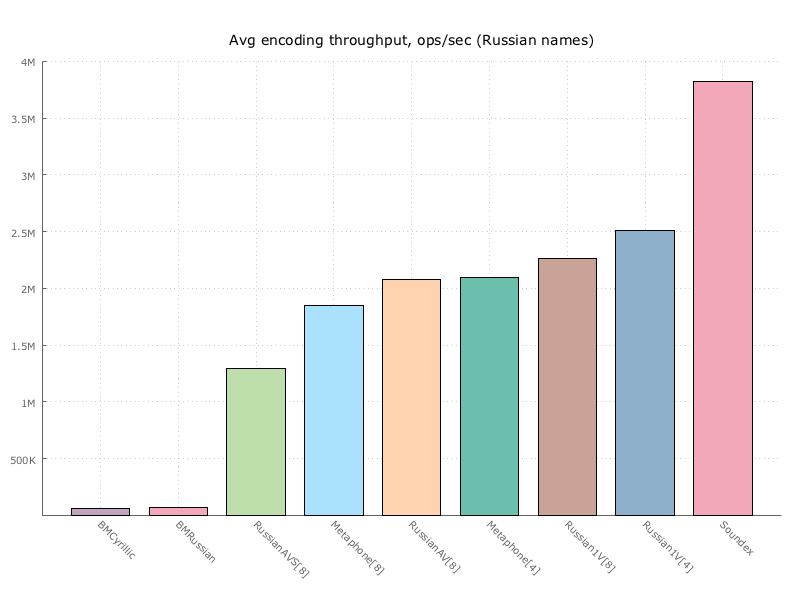 Avg encoding throughput, ops/sec (Russian names)
4M
3.5M
3M
2.5M
2M
1.5M
1M
500K
BMCyrillic
BMRussian
RussianAVS[8]
Metaphone[8]
RussianAV[8]
Metaphone[4]
Russian1V[8]
Russian1V[4]
Soundex